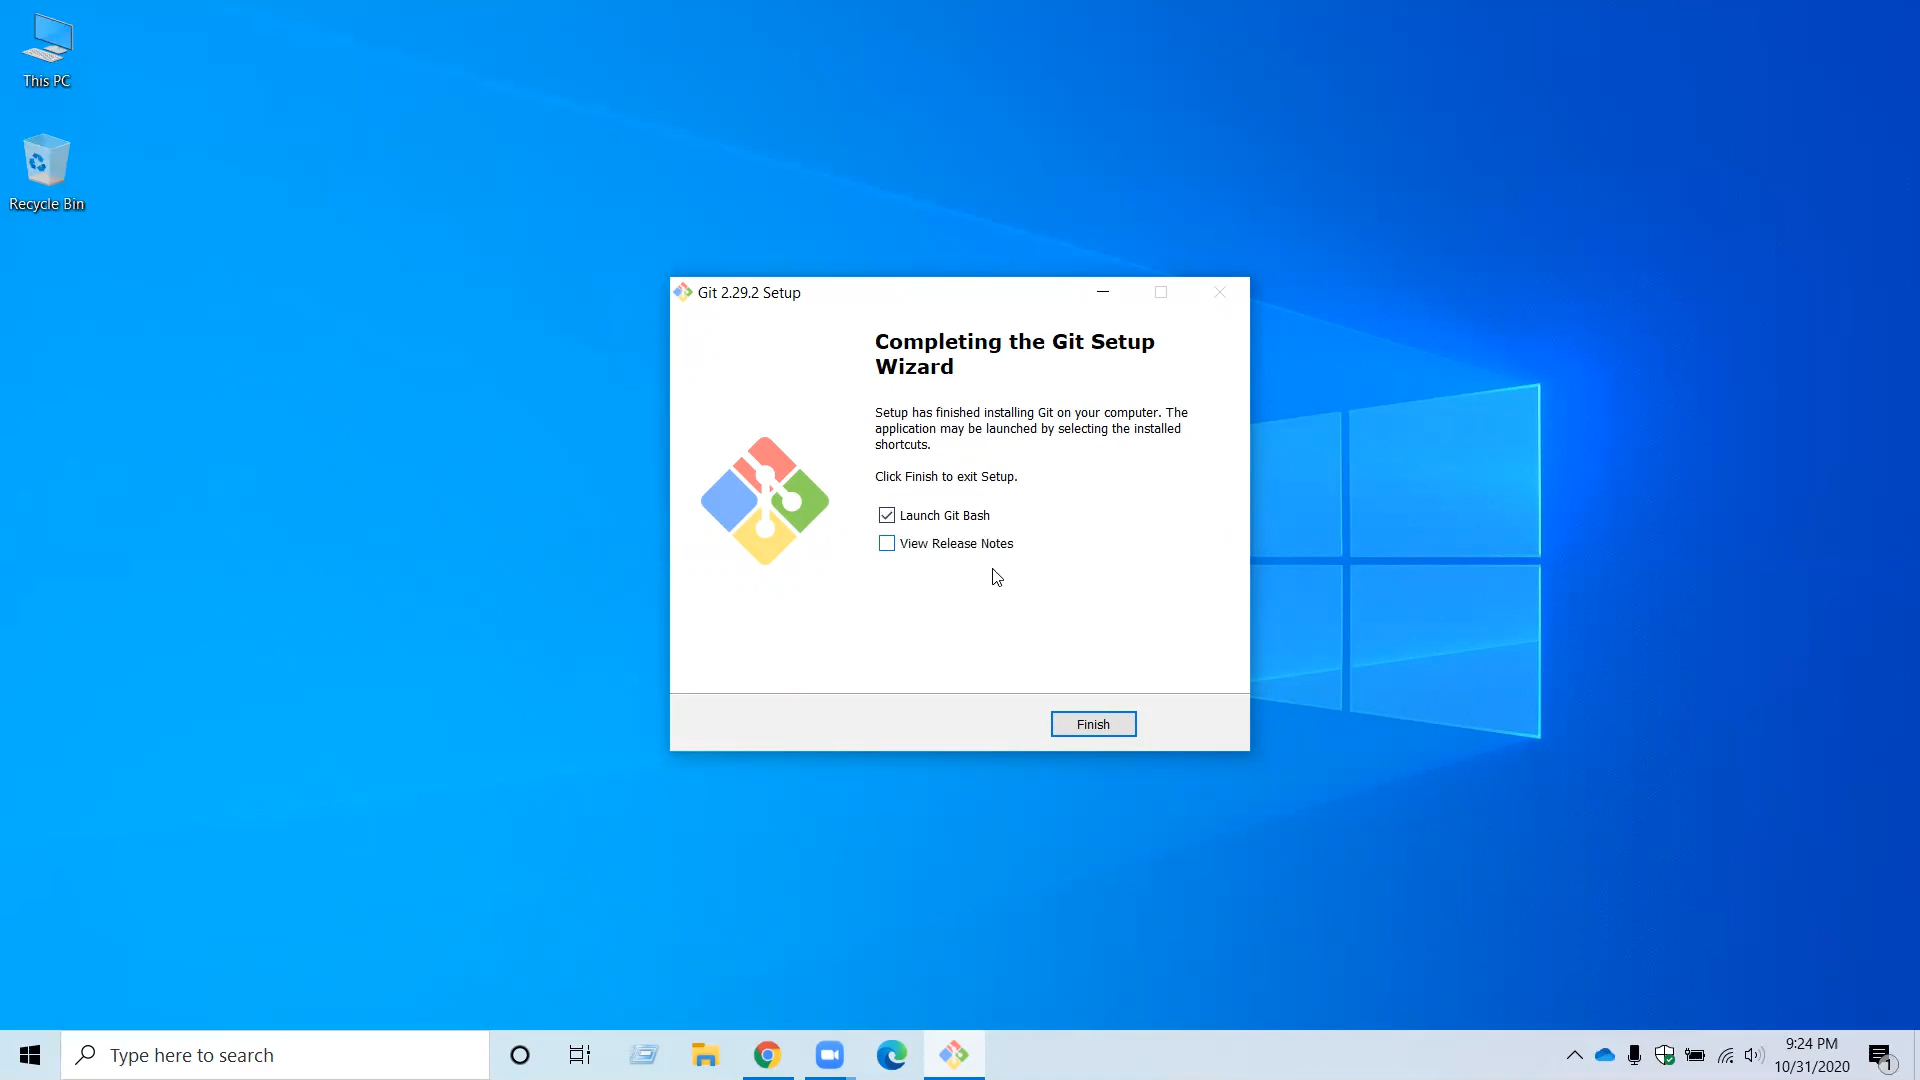 This PC
Recycle Bin
Git 2.29.2 Setup
Completing the Git Setup
Wizard
Setup has finished installing Git on your computer. The
application may be launched by selecting the installed
shortcuts.
Click Finish to exit Setup.
Launch Git Bash
View Release Notes
Finish
Type here to search
9:24 PM
10/31/2020
1